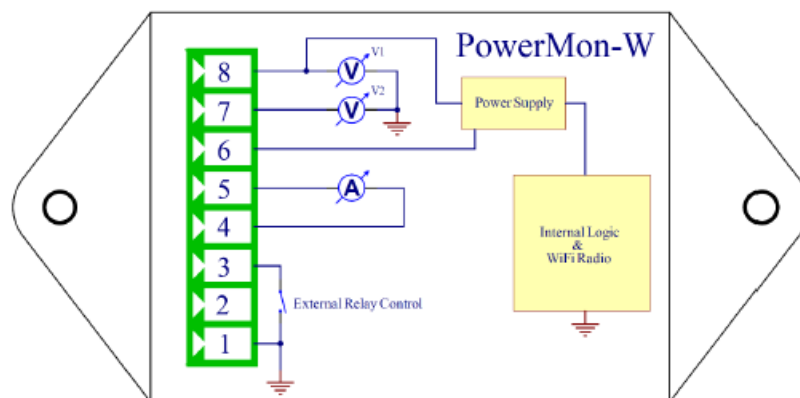 PowerMon-W
8
V
V1
7
V
V2
Power Supply
6
5
A
4
Internal Logic
&
WiFi Radio
3
2
External Relay Control
1